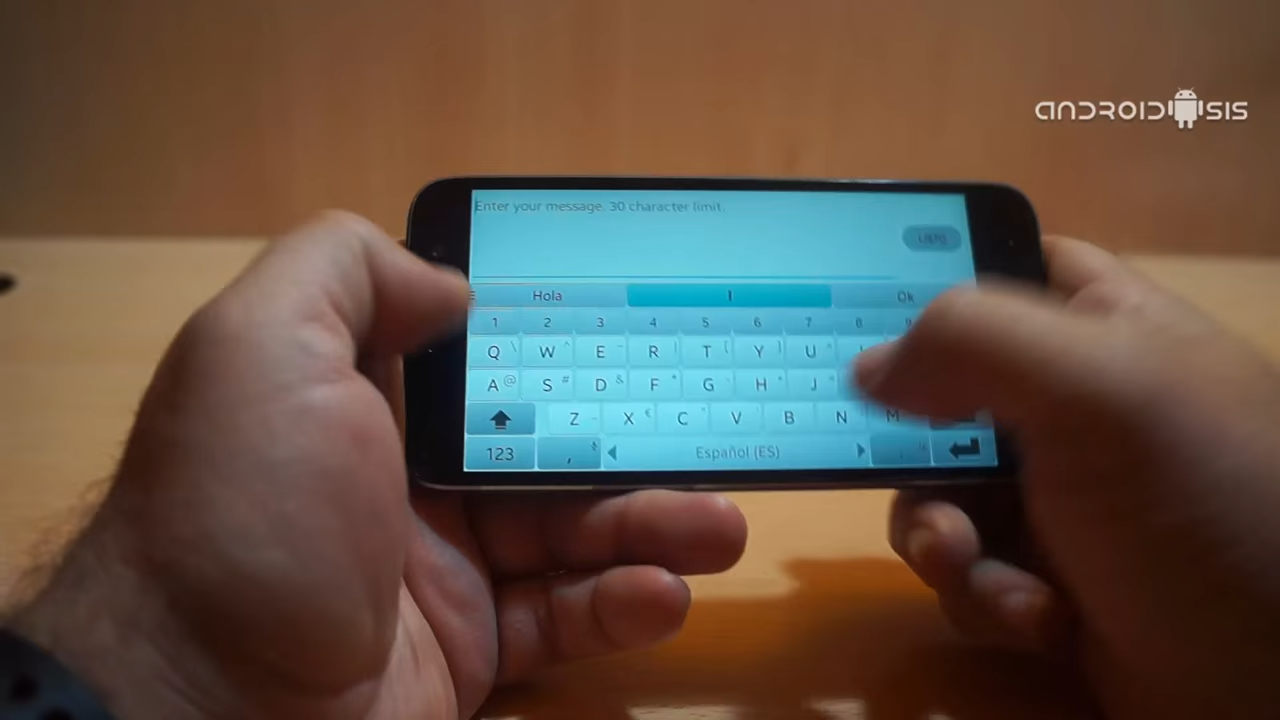 ANDROIDSIS
Enter your message. 30 character limit.
Hola I Ok
1 2 3 4 5 6 7 8 9
Q W E R T Y U
A @ S # D & F G H J
Z X € C V B N M
123 , Español (ES)